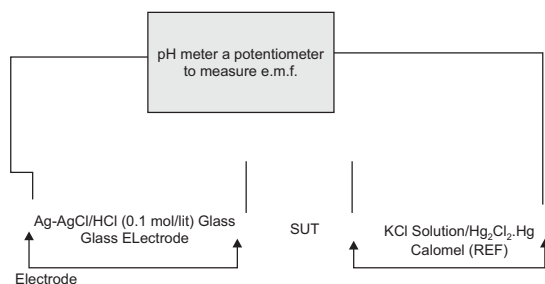 pH meter a potentiometer
to measure e.m.f.
Ag-AgCl/HCl (0.1 mol/lit) Glass
Glass ELectrode
SUT
KCl Solution/Hg₂Cl₂.Hg
Calomel (REF)
Electrode